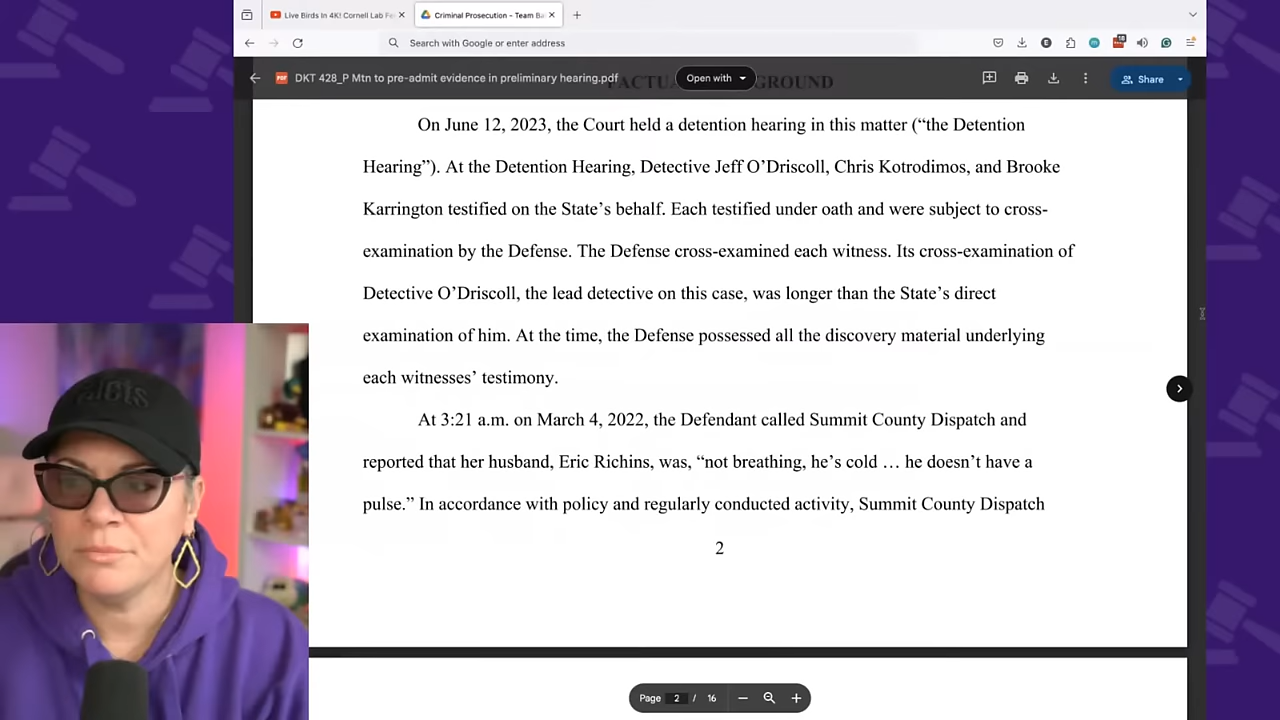 Live Birds In 4K! Cornell Lab Fe
Criminal Prosecution – Team Ba
Search with Google or enter address
18
DKT 428_P Mtn to pre-admit evidence in preliminary hearing.pdf
Open with
Share
On June 12, 2023, the Court held a detention hearing in this matter (“the Detention
Hearing”). At the Detention Hearing, Detective Jeff O’Driscoll, Chris Kotrodimos, and Brooke
Karrington testified on the State’s behalf. Each testified under oath and were subject to cross-
examination by the Defense. The Defense cross-examined each witness. Its cross-examination of
Detective O’Driscoll, the lead detective on this case, was longer than the State’s direct
examination of him. At the time, the Defense possessed all the discovery material underlying
each witnesses’ testimony.
At 3:21 a.m. on March 4, 2022, the Defendant called Summit County Dispatch and
reported that her husband, Eric Richins, was, “not breathing, he’s cold … he doesn’t have a
pulse.” In accordance with policy and regularly conducted activity, Summit County Dispatch
2
Page 2 / 16